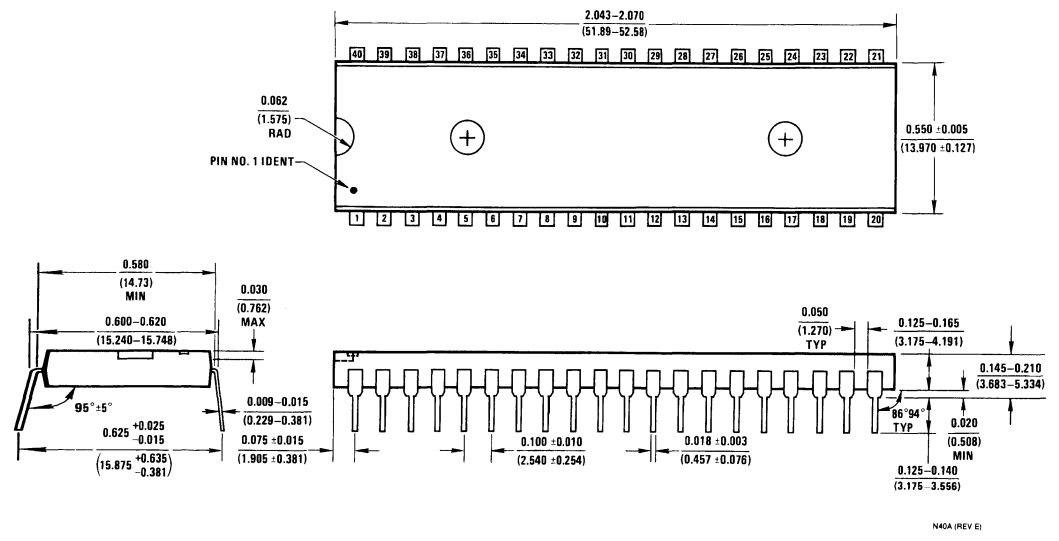 2.043–2.070
(51.89–52.58)
40 39 38 37 36 35 34 33 32 31 30 29 28 27 26 25 24 23 22 21
0.062
(1.575)
RAD
PIN NO. 1 IDENT
0.550 ±0.005
(13.970 ±0.127)
1 2 3 4 5 6 7 8 9 10 11 12 13 14 15 16 17 18 19 20
0.580
(14.73)
MIN
0.030
(0.762)
MAX
0.600–0.620
(15.240–15.748)
95°±5°
0.009–0.015
(0.229–0.381)
0.625 +0.025 -0.015
(15.875 +0.635 -0.381)
0.075 ±0.015
(1.905 ±0.381)
0.100 ±0.010
(2.540 ±0.254)
0.018 ±0.003
(0.457 ±0.076)
0.050
(1.270)
TYP
0.125–0.165
(3.175–4.191)
0.145–0.210
(3.683–5.334)
86°94°
TYP
0.020
(0.508)
MIN
0.125–0.140
(3.175–3.556)
N40A (REV E)